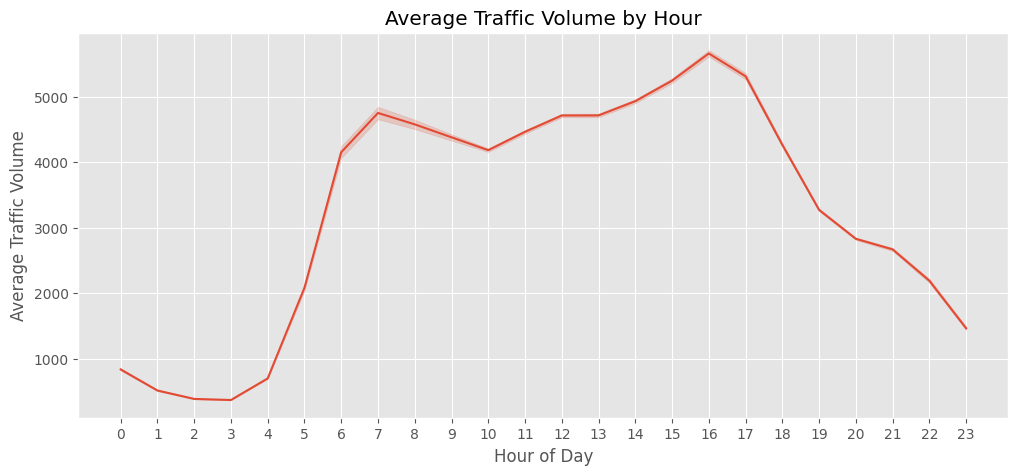 Average Traffic Volume by Hour
Average Traffic Volume
5000
4000
3000
2000
1000
0 1 2 3 4 5 6 7 8 9 10 11 12 13 14 15 16 17 18 19 20 21 22 23
Hour of Day